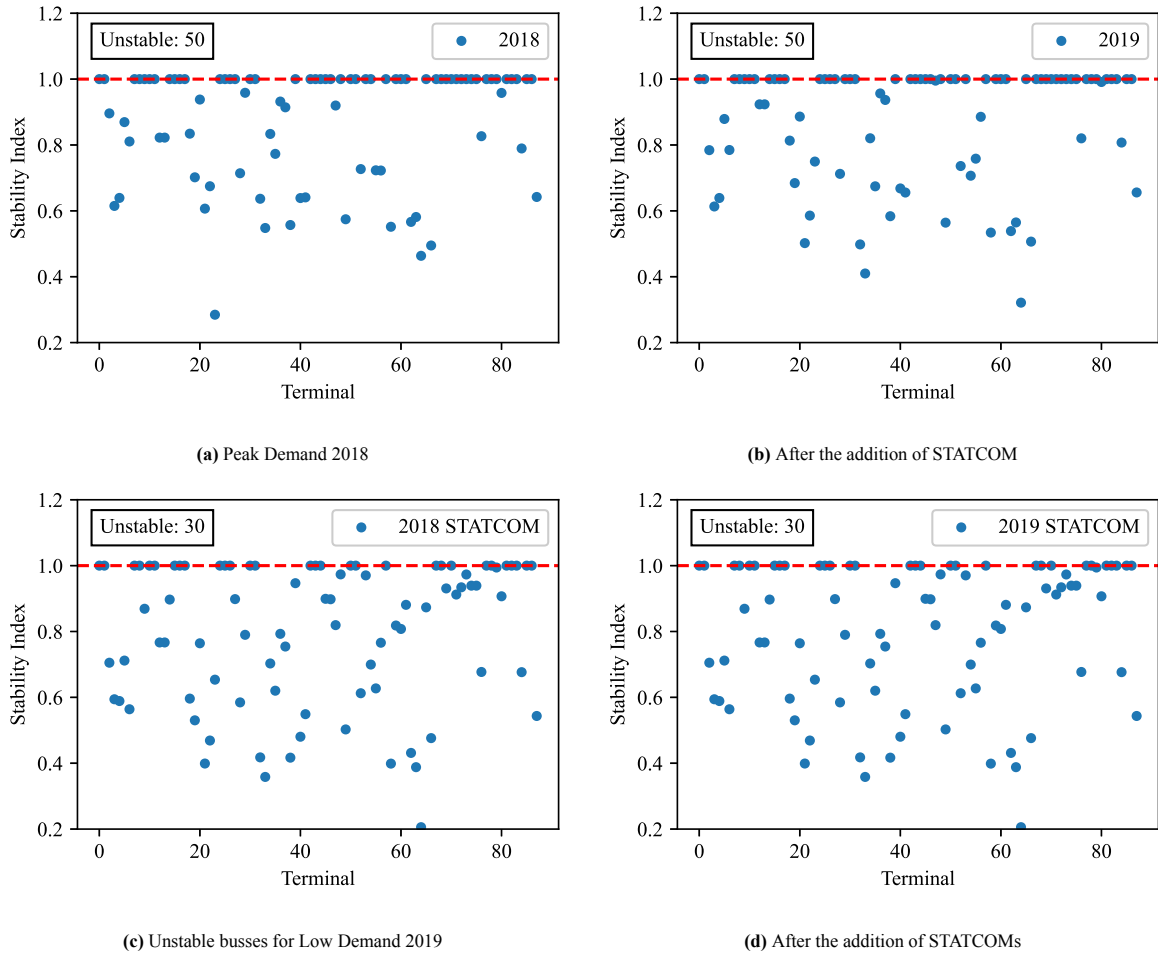 1.2
1.0
0.8
0.6
0.4
0.2
Stability Index
Unstable: 50
2018
0 20 40 60 80
Terminal
(a) Peak Demand 2018
1.2
1.0
0.8
0.6
0.4
0.2
Stability Index
Unstable: 50
2019
0 20 40 60 80
Terminal
(b) After the addition of STATCOM
1.2
1.0
0.8
0.6
0.4
0.2
Stability Index
Unstable: 30
2018 STATCOM
0 20 40 60 80
Terminal
(c) Unstable busses for Low Demand 2019
1.2
1.0
0.8
0.6
0.4
0.2
Stability Index
Unstable: 30
2019 STATCOM
0 20 40 60 80
Terminal
(d) After the addition of STATCOMs